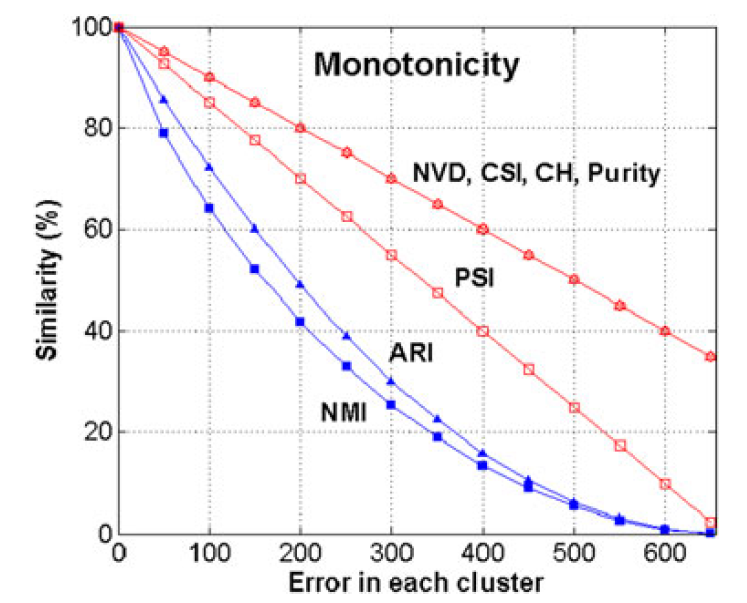 Monotonicity
100
80
60
40
20
0
Similarity (%)
NVD, CSI, CH, Purity
PSI
ARI
NMI
0 100 200 300 400 500 600
Error in each cluster